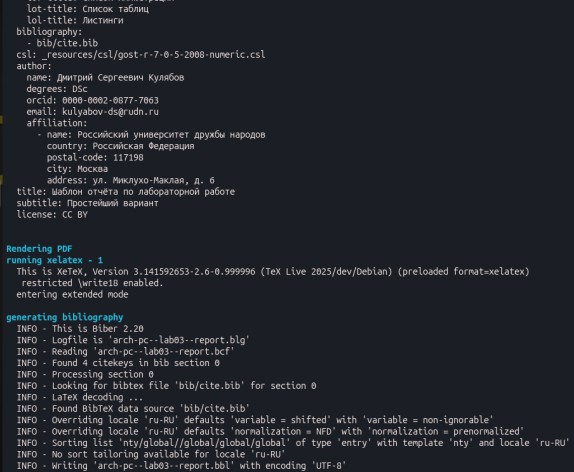 lot-title: Список таблиц
lol-title: Листинги
bibliography:
- bib/cite.bib
csl: _resources/csl/gost-r-7-0-5-2008-numeric.csl
author:
name: Дмитрий Сергеевич Кулябов
degrees: DSc
orcid: 0000-0002-0877-7063
email: kulyabov-ds@rudn.ru
affiliation:
- name: Российский университет дружбы народов
country: Российская Федерация
postal-code: 117198
city: Москва
address: ул. Миклухо-Маклая, д. 6
title: Шаблон отчёта по лабораторной работе
subtitle: Простейший вариант
license: CC BY
Rendering PDF
running xelatex - 1
This is XeTeX, Version 3.141592653-2.6-0.999996 (TeX Live 2025/dev/Debian) (preloaded format=xelatex)
restricted \write18 enabled.
entering extended mode
generating bibliography
INFO - This is Biber 2.20
INFO - Logfile is 'arch-pc--lab03--report.blg'
INFO - Reading 'arch-pc--lab03--report.bcf'
INFO - Found 4 citekeys in bib section 0
INFO - Processing section 0
INFO - Looking for bibtex file 'bib/cite.bib' for section 0
INFO - LaTeX decoding ...
INFO - Found BibTeX data source 'bib/cite.bib'
INFO - Overriding locale 'ru-RU' defaults 'variable = shifted' with 'variable = non-ignorable'
INFO - Overriding locale 'ru-RU' defaults 'normalization = NFD' with 'normalization = prenormalized'
INFO - Sorting list 'nty/global//global/global/global' of type 'entry' with template 'nty' and locale 'ru-RU'
INFO - No sort tailoring available for locale 'ru-RU'
INFO - Writing 'arch-pc--lab03--report.bbl' with encoding 'UTF-8'